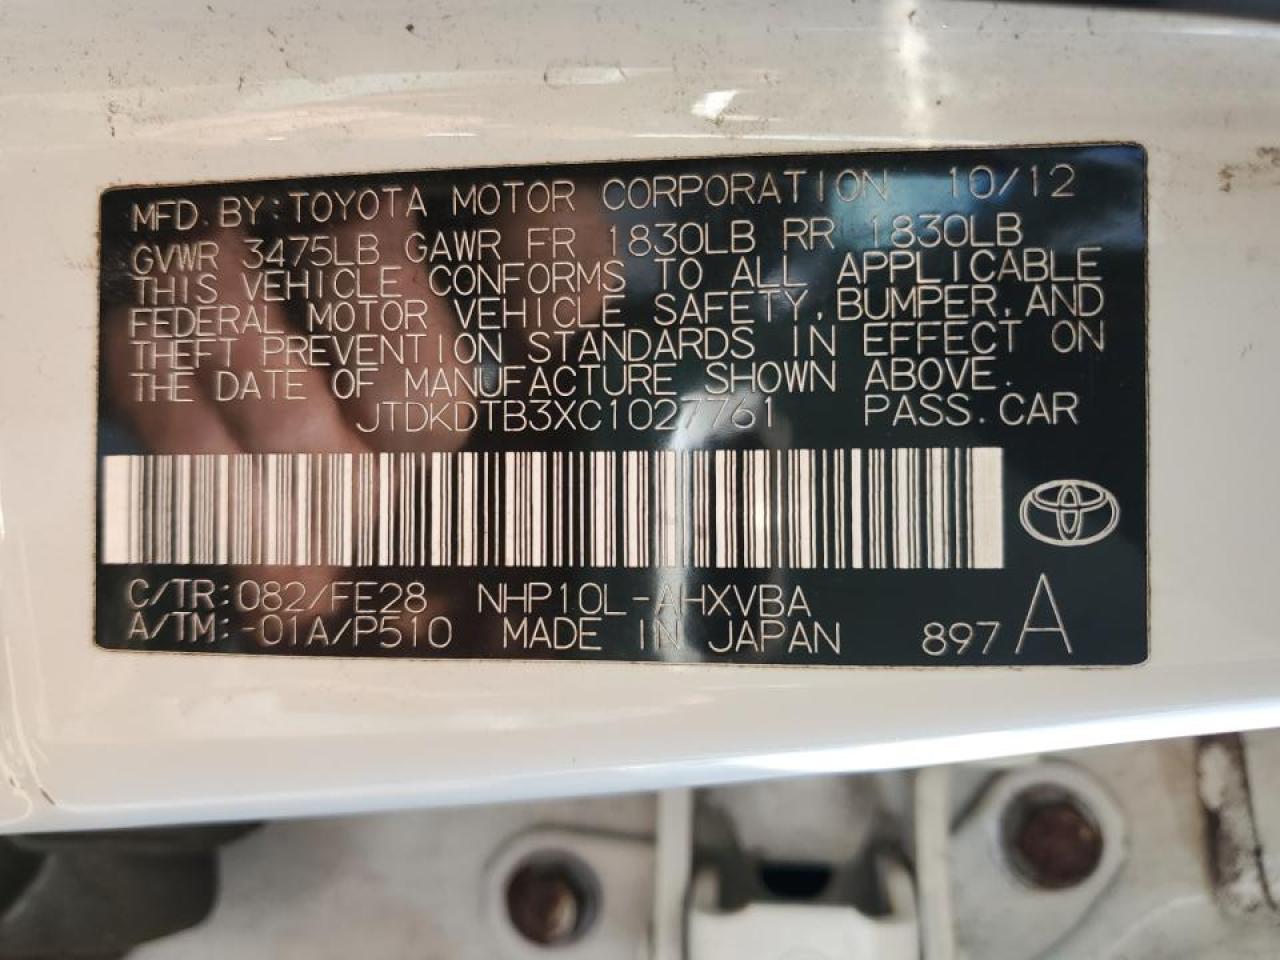 MFD. BY: TOYOTA MOTOR CORPORATION 10/12
GVWR 3475LB GAWR FR 1830LB RR 1830LB
THIS VEHICLE CONFORMS TO ALL APPLICABLE
FEDERAL MOTOR VEHICLE SAFETY, BUMPER, AND
THEFT PREVENTION STANDARDS IN EFFECT ON
THE DATE OF MANUFACTURE SHOWN ABOVE.
JTDKDTB3XC1027761 PASS. CAR
C/TR: 082/FE28 NHP10L-AHXVBA
A/TM: -01A/P510 MADE IN JAPAN 897 A